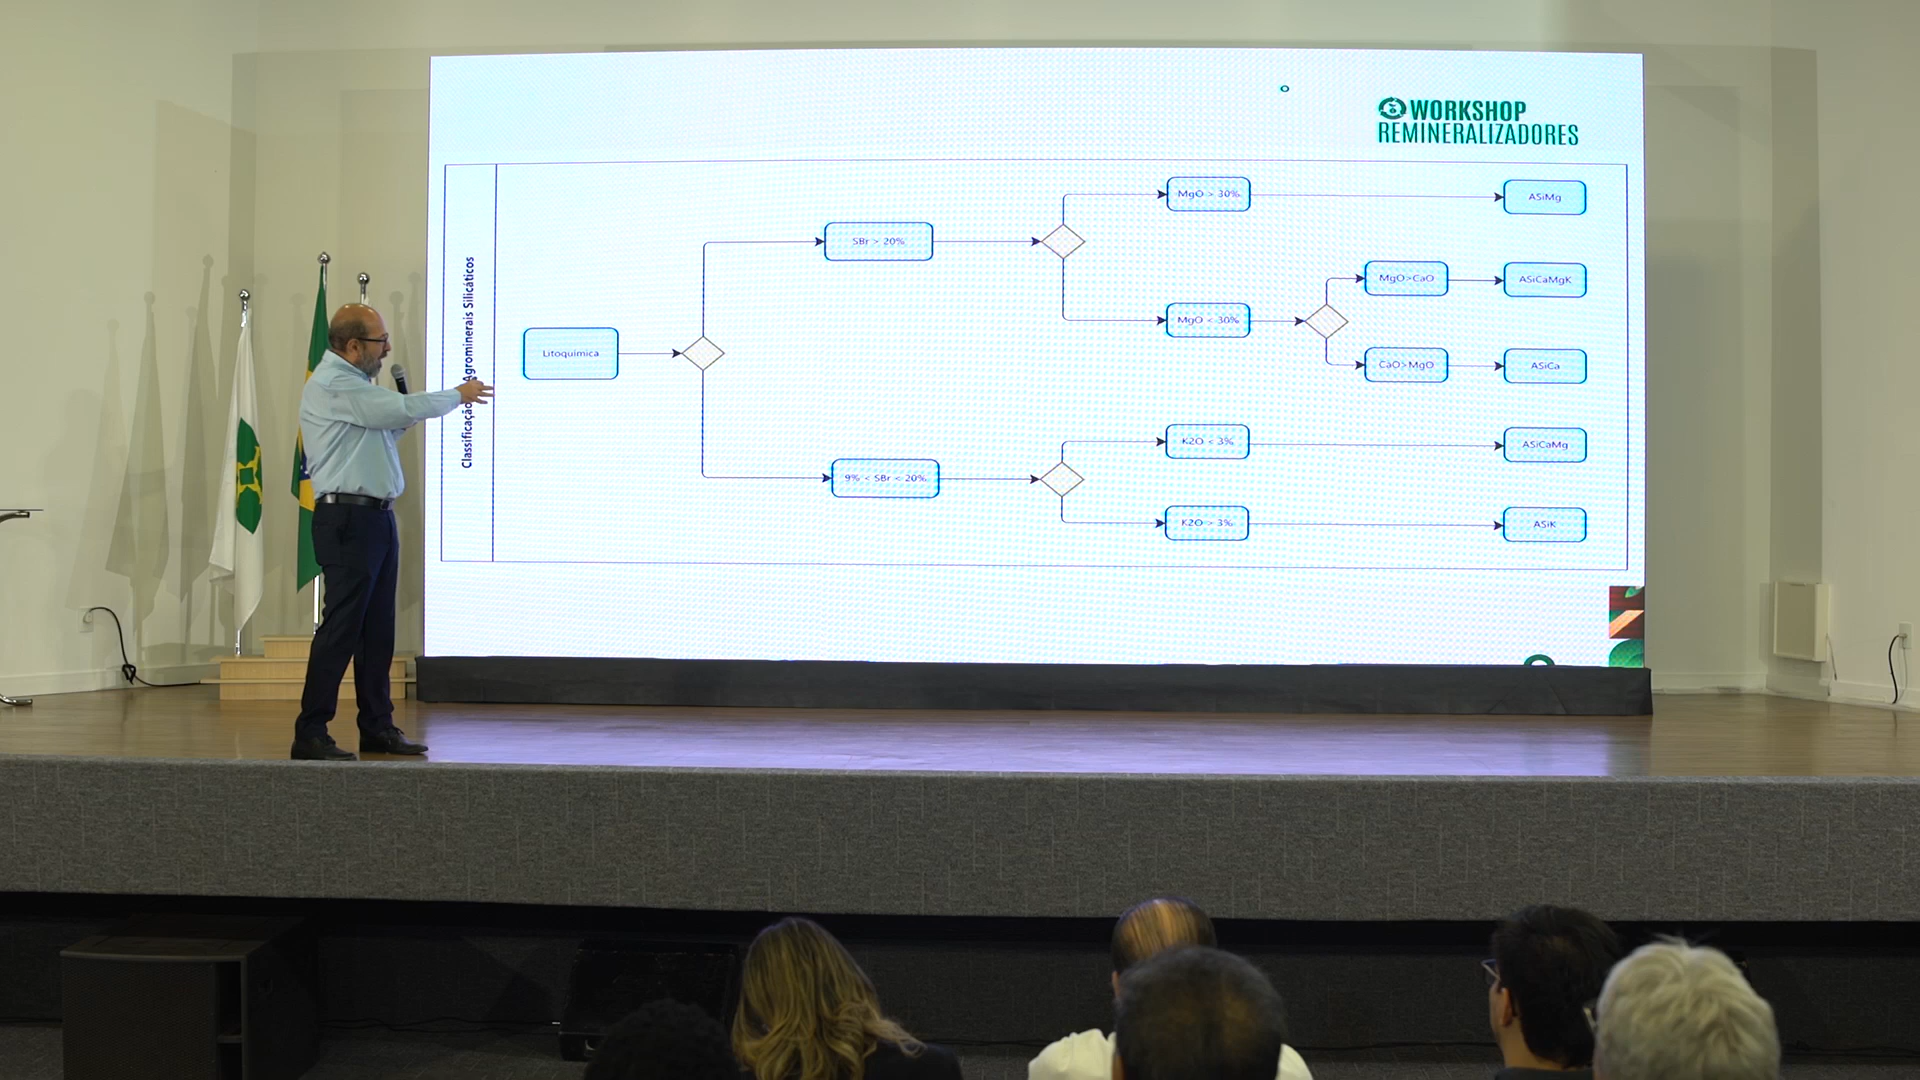 WORKSHOP
REMINERALIZADORES
Classificação Agrominerais Silicáticos
Litoquímica
SBr > 20%
9% < SBr < 20%
MgO > 30%
MgO < 30%
MgO>CaO
CaO>MgO
K2O < 3%
K2O > 3%
ASiMg
ASiCaMgK
ASiCa
ASiCaMg
ASiK